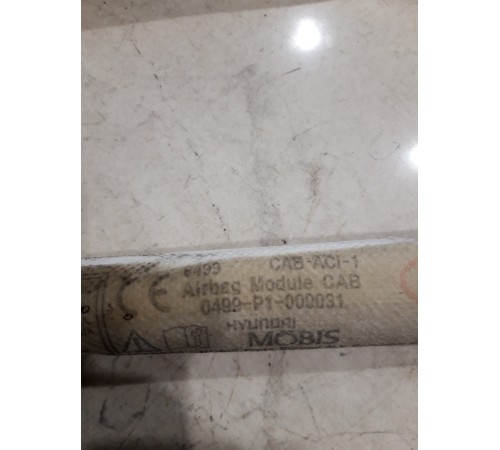 0499 CAB-ACI-1
CE Airbag Module CAB
0499-P1-000031
HYUNDAI
MOBIS